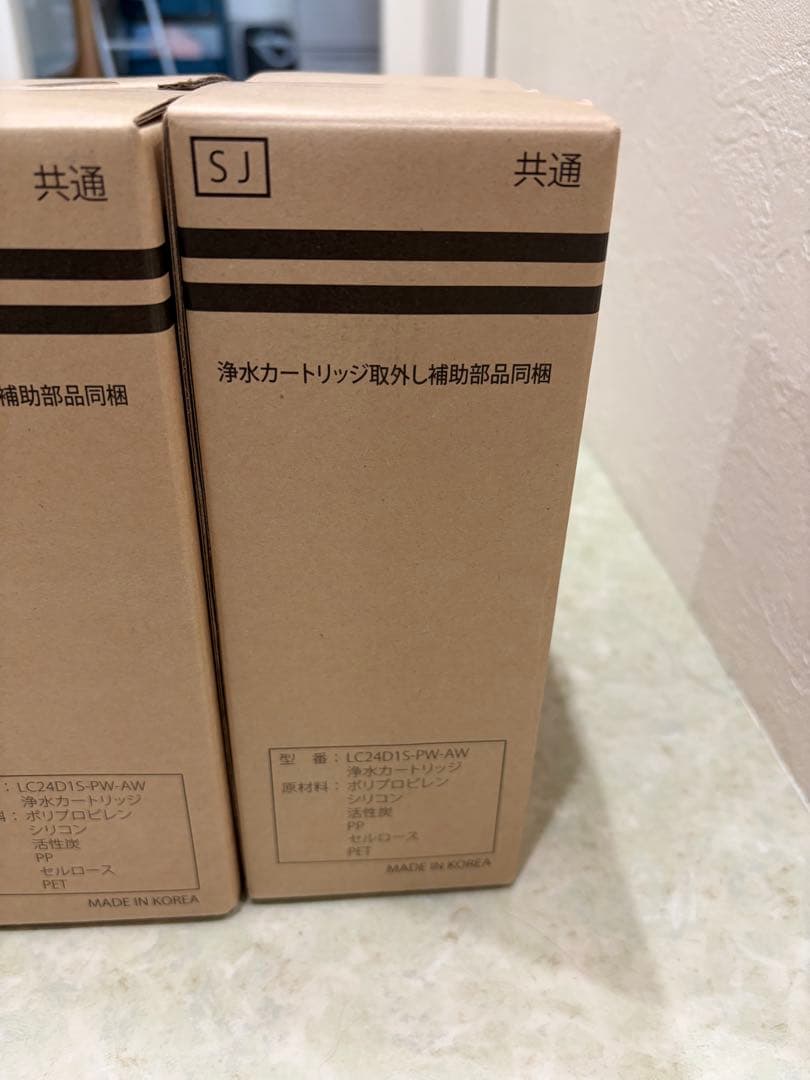 共通
補助部品同梱
：LC24D1S-PW-AW
浄水カートリッジ
料：ポリプロピレン
シリコン
活性炭
PP
セルロース
PET
MADE IN KOREA
SJ
共通
浄水カートリッジ取外し補助部品同梱
型　番：LC24D1S-PW-AW
浄水カートリッジ
原材料：ポリプロピレン
シリコン
活性炭
PP
セルロース
PET
MADE IN KOREA